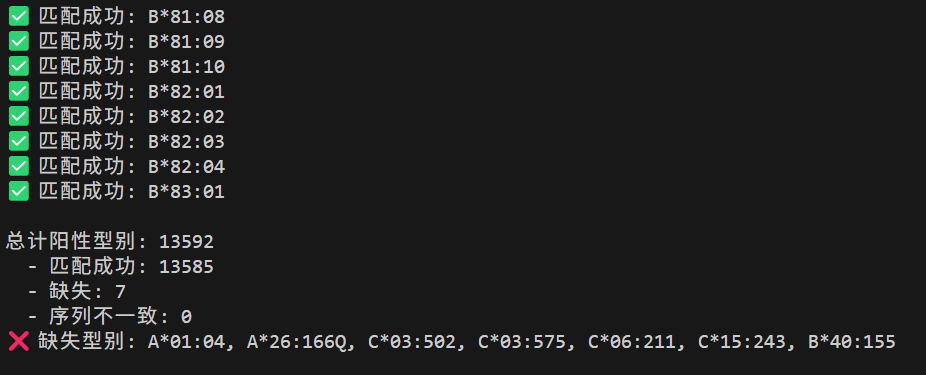 ✅ 匹配成功: B*81:08
✅ 匹配成功: B*81:09
✅ 匹配成功: B*81:10
✅ 匹配成功: B*82:01
✅ 匹配成功: B*82:02
✅ 匹配成功: B*82:03
✅ 匹配成功: B*82:04
✅ 匹配成功: B*83:01
总计阳性型别: 13592
- 匹配成功: 13585
- 缺失: 7
- 序列不一致: 0
❌ 缺失型别: A*01:04, A*26:166Q, C*03:502, C*03:575, C*06:211, C*15:243, B*40:155